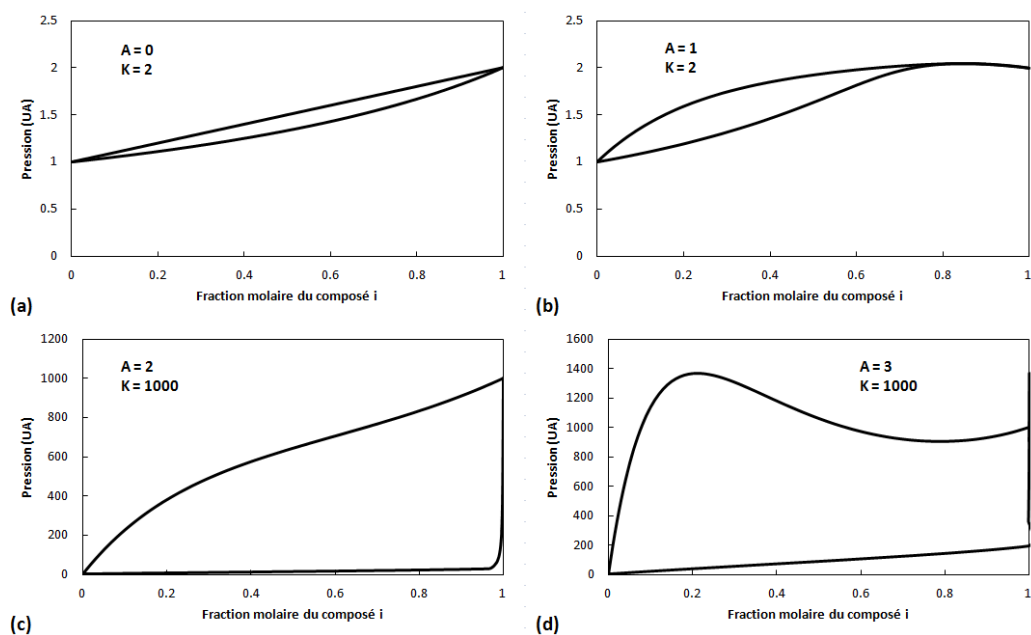 A = 0
K = 2
Pression (UA)
2.5
2
1.5
1
0.5
0
0 0.2 0.4 0.6 0.8 1
Fraction molaire du composé i
(a)
A = 1
K = 2
Pression (UA)
2.5
2
1.5
1
0.5
0
0 0.2 0.4 0.6 0.8 1
Fraction molaire du composé i
(b)
A = 2
K = 1000
Pression (UA)
1200
1000
800
600
400
200
0
0 0.2 0.4 0.6 0.8 1
Fraction molaire du composé i
(c)
A = 3
K = 1000
Pression (UA)
1600
1400
1200
1000
800
600
400
200
0
0 0.2 0.4 0.6 0.8 1
Fraction molaire du composé i
(d)